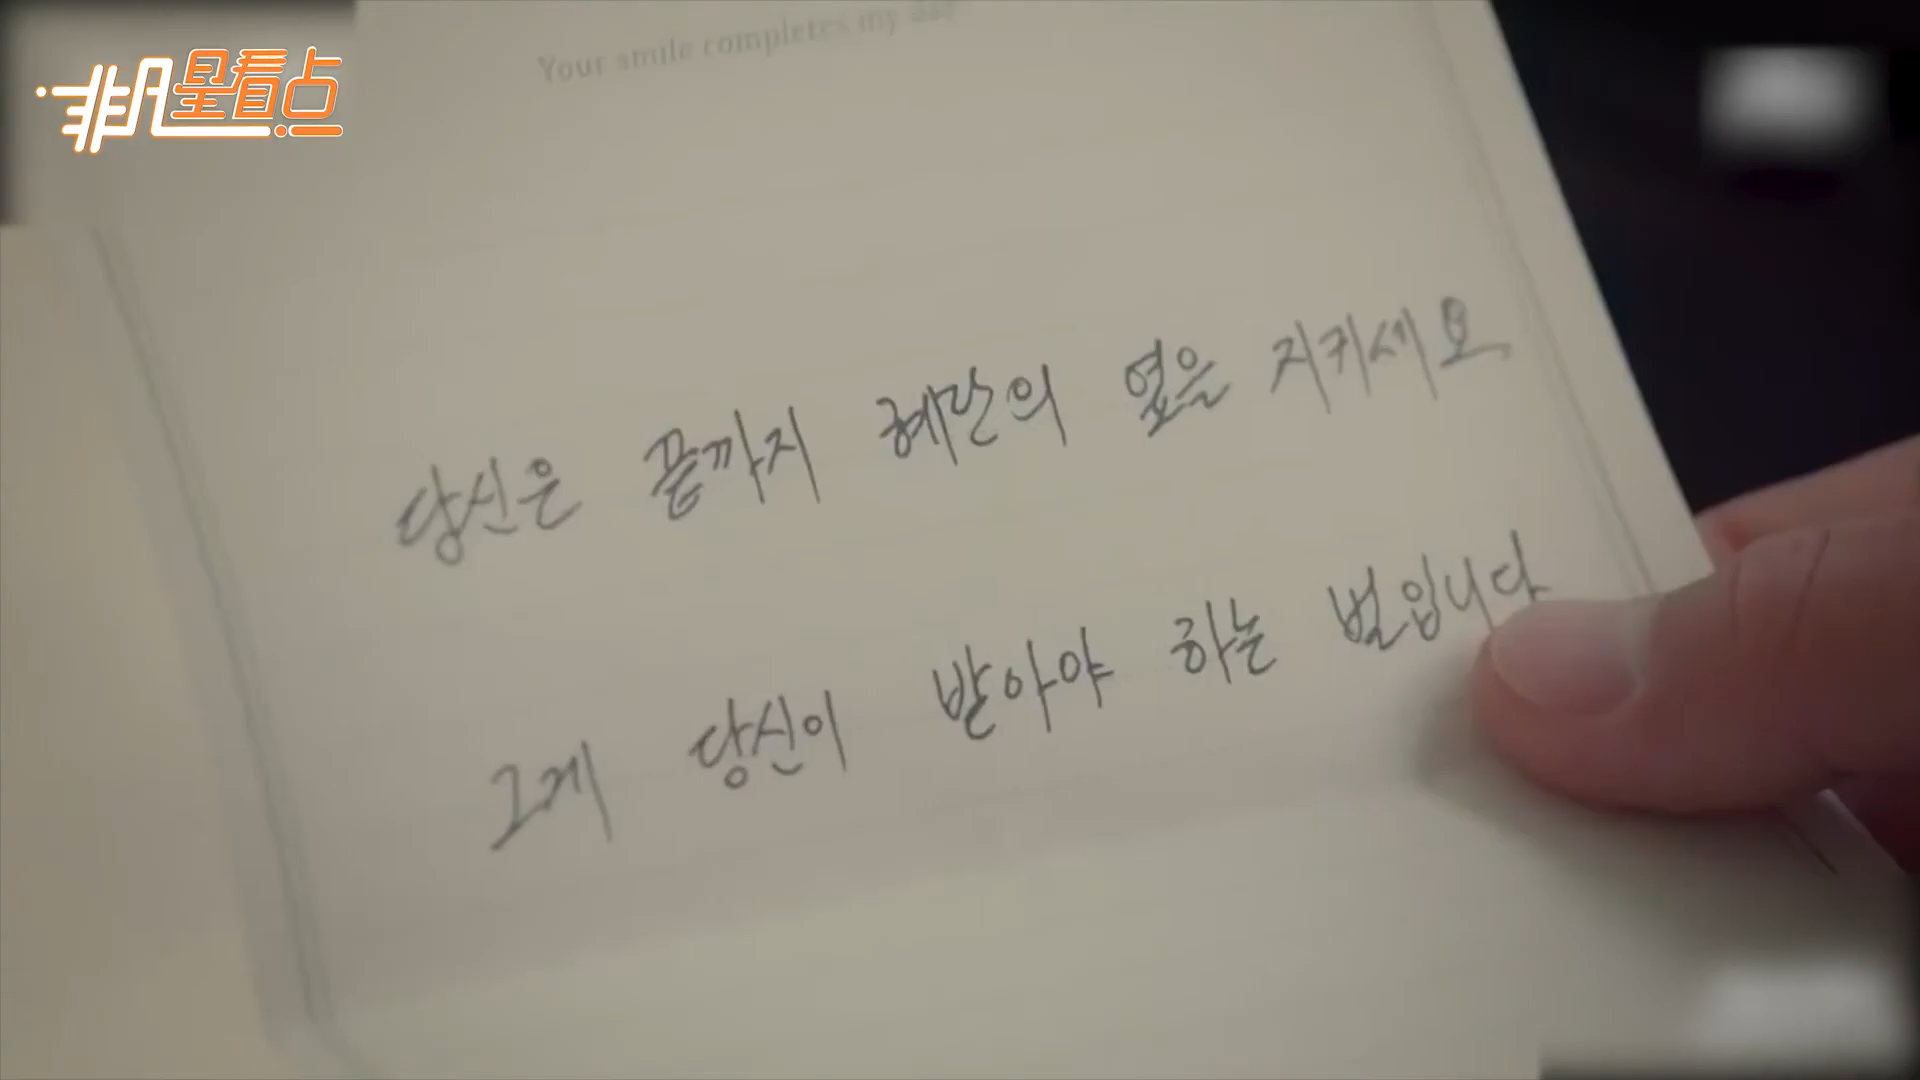 Your smile completes my day
非凡星看点
당신은 끝까지 혜란의 옆을 지키세요
그게 당신이 받아야 하는 벌입니다